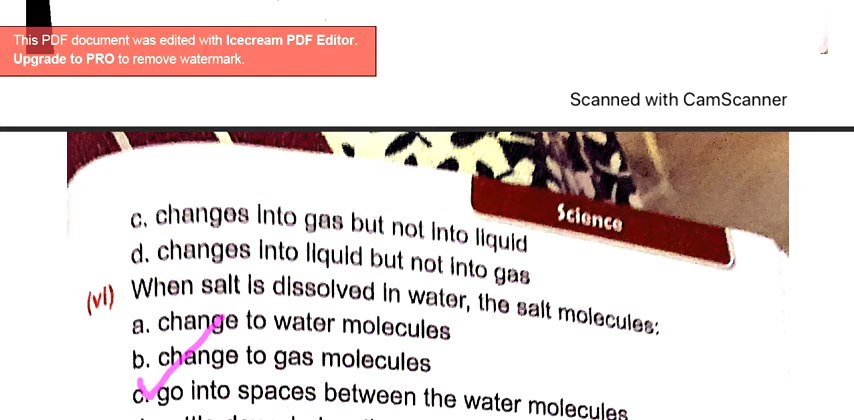 This PDF document was edited with Icecream PDF Editor.
Upgrade to PRO to remove watermark.
Scanned with CamScanner
Science
c. changes into gas but not into liquid
d. changes into liquid but not into gas
(vi) When salt is dissolved in water, the salt molecules:
a. change to water molecules
b. change to gas molecules
c. go into spaces between the water molecules